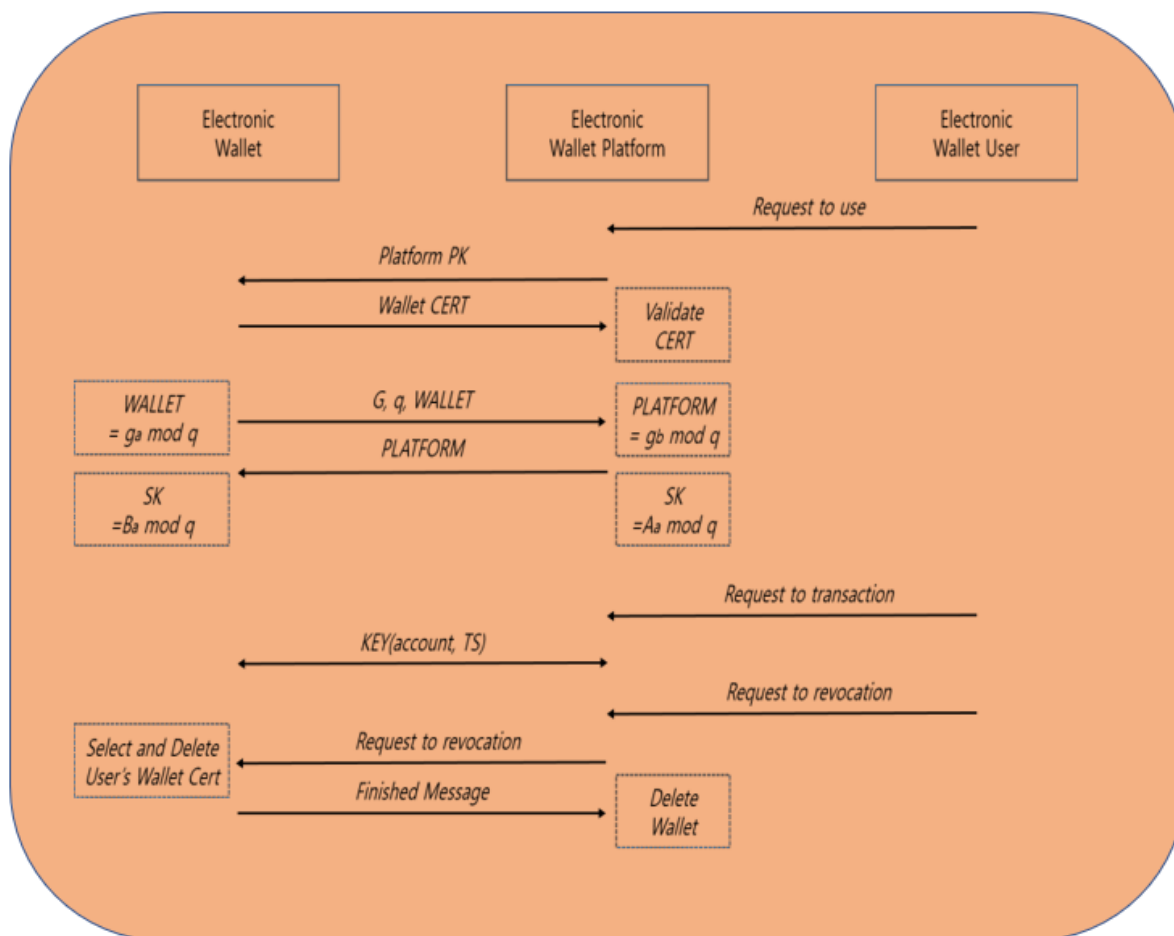 Electronic
Wallet
Electronic
Wallet Platform
Electronic
Wallet User
Request to use
Platform PK
Wallet CERT
Validate
CERT
WALLET
= ga mod q
G, q, WALLET
PLATFORM
= gb mod q
PLATFORM
SK
=Ba mod q
SK
=Aa mod q
Request to transaction
KEY(account, TS)
Request to revocation
Select and Delete
User's Wallet Cert
Request to revocation
Finished Message
Delete
Wallet